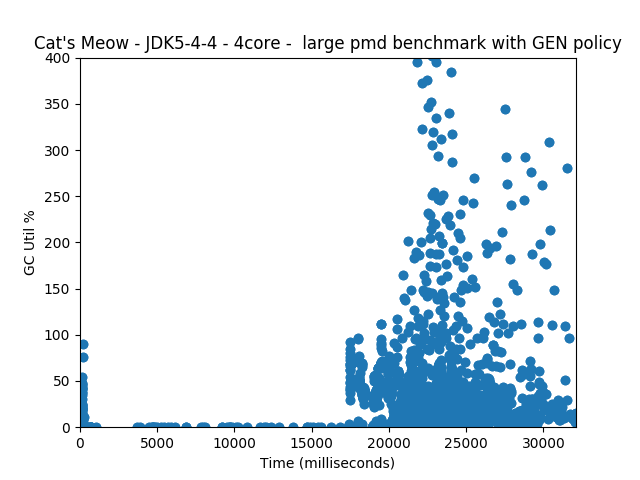 Cat's Meow - JDK5-4-4 - 4core -  large pmd benchmark with GEN policy
400
350
300
250
200
150
100
50
0
GC Util %
0 5000 10000 15000 20000 25000 30000
Time (milliseconds)